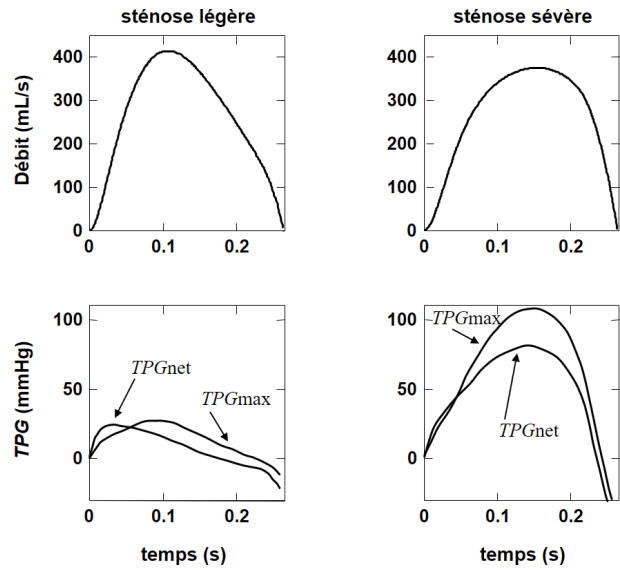 sténose légère
sténose sévère
Débit (mL/s)
400
300
200
100
0
0
0.1
0.2
400
300
200
100
0
0
0.1
0.2
TPG (mmHg)
100
50
0
TPGnet
TPGmax
0
0.1
0.2
temps (s)
100
50
0
TPGmax
TPGnet
0
0.1
0.2
temps (s)